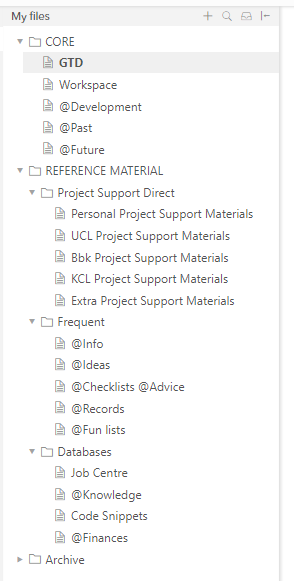 My files
CORE
GTD
Workspace
@Development
@Past
@Future
REFERENCE MATERIAL
Project Support Direct
Personal Project Support Materials
UCL Project Support Materials
Bbk Project Support Materials
KCL Project Support Materials
Extra Project Support Materials
Frequent
@Info
@Ideas
@Checklists @Advice
@Records
@Fun lists
Databases
Job Centre
@Knowledge
Code Snippets
@Finances
Archive